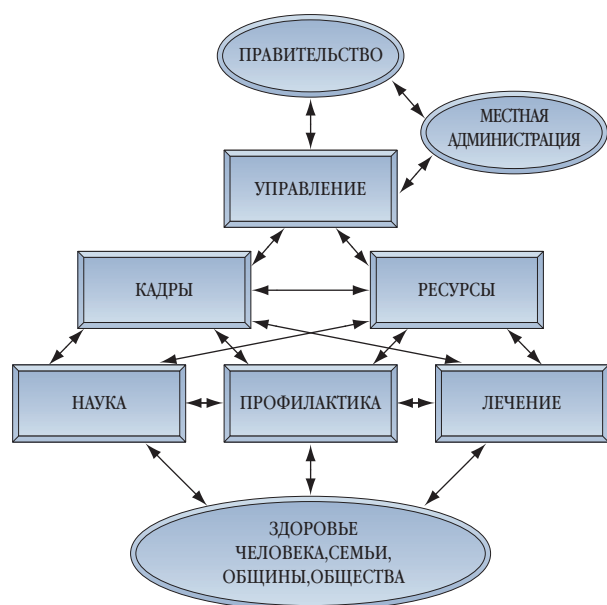 ПРАВИТЕЛЬСТВО
МЕСТНАЯ
АДМИНИСТРАЦИЯ
УПРАВЛЕНИЕ
КАДРЫ
РЕСУРСЫ
НАУКА
ПРОФИЛАКТИКА
ЛЕЧЕНИЕ
ЗДОРОВЬЕ
ЧЕЛОВЕКА,СЕМЬИ,
ОБЩИНЫ,ОБЩЕСТВА